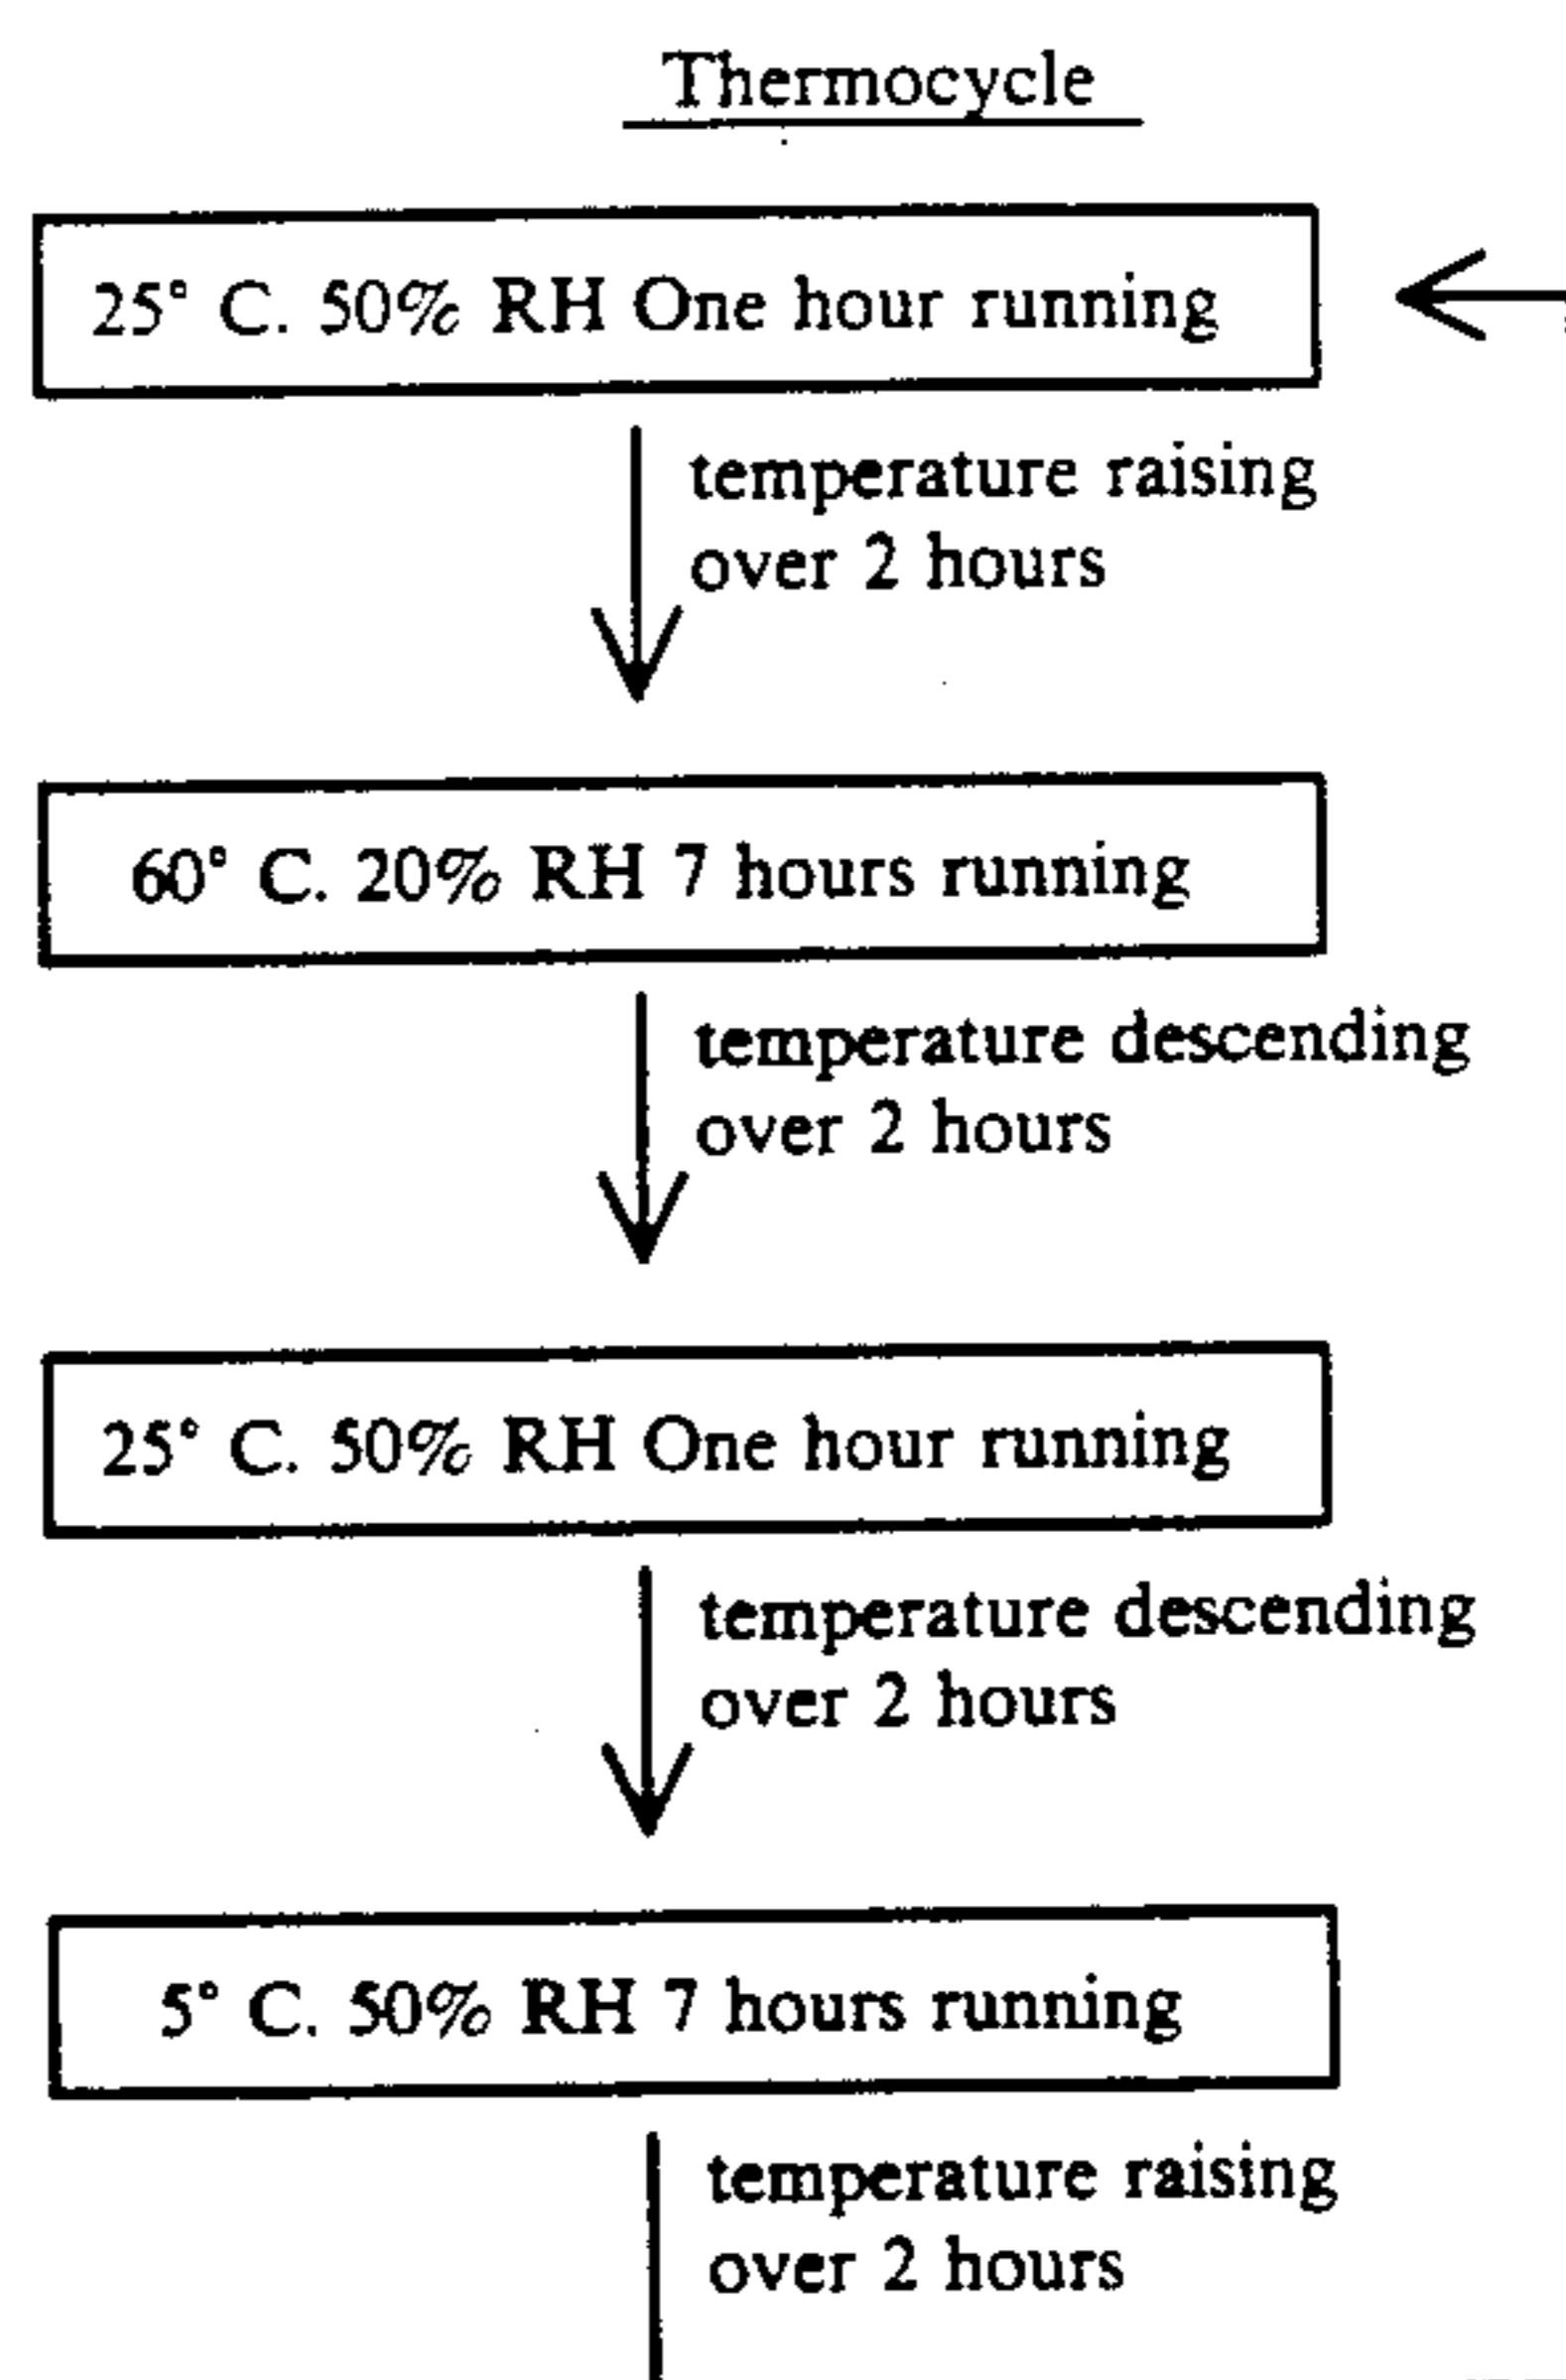 Thermocycle
25° C. 50% RH One hour running
temperature raising
over 2 hours
60° C. 20% RH 7 hours running
temperature descending
over 2 hours
25° C. 50% RH One hour running
temperature descending
over 2 hours
5° C. 50% RH 7 hours running
temperature raising
over 2 hours